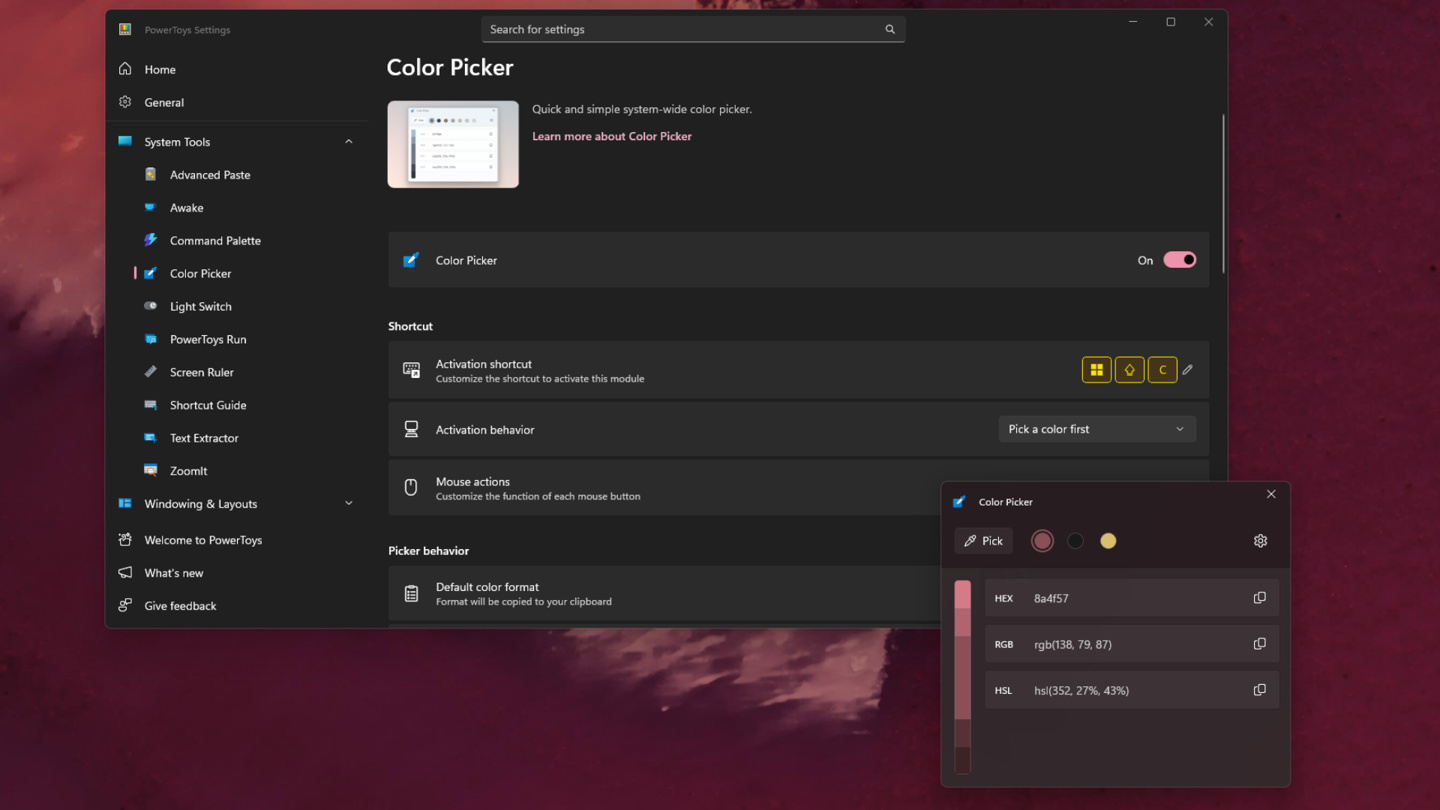 PowerToys Settings
Search for settings
Home
General
System Tools
Advanced Paste
Awake
Command Palette
Color Picker
Light Switch
PowerToys Run
Screen Ruler
Shortcut Guide
Text Extractor
ZoomIt
Windowing & Layouts
Welcome to PowerToys
What's new
Give feedback
Color Picker
Quick and simple system-wide color picker.
Learn more about Color Picker
Color Picker
On
Shortcut
Activation shortcut
Customize the shortcut to activate this module
C
Activation behavior
Pick a color first
Mouse actions
Customize the function of each mouse button
Picker behavior
Default color format
Format will be copied to your clipboard
Color Picker
Pick
HEX 8a4f57
RGB rgb(138, 79, 87)
HSL hsl(352, 27%, 43%)